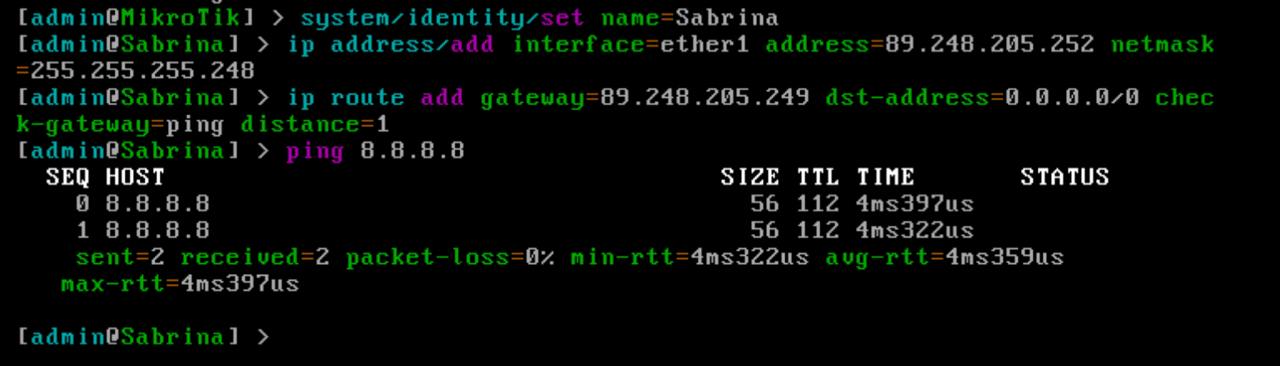 [admin@MikroTik] > system/identity/set name=Sabrina
[admin@Sabrina] > ip address/add interface=ether1 address=89.248.205.252 netmask
=255.255.255.248
[admin@Sabrina] > ip route add gateway=89.248.205.249 dst-address=0.0.0.0/0 chec
k-gateway=ping distance=1
[admin@Sabrina] > ping 8.8.8.8
SEQ HOST SIZE TTL TIME STATUS
0 8.8.8.8 56 112 4ms397us
1 8.8.8.8 56 112 4ms322us
sent=2 received=2 packet-loss=0% min-rtt=4ms322us avg-rtt=4ms359us
max-rtt=4ms397us
[admin@Sabrina] >